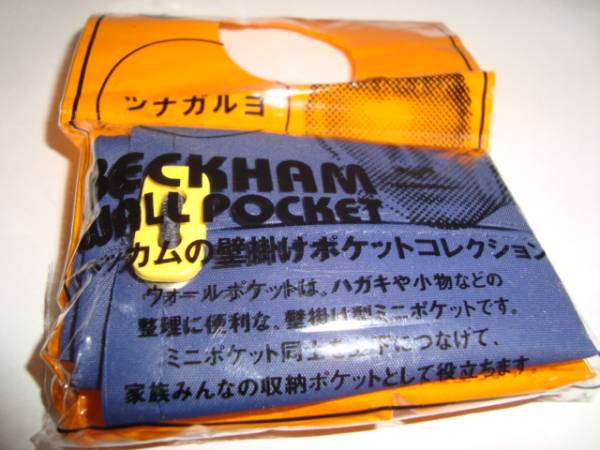 ツナガルヨ
BECKHAM
WALL POCKET
ベッカムの壁掛けポケットコレクション
ウォールポケットは、ハガキや小物などの
整理に便利な、壁掛け型ミニポケットです。
ミニポケット同士を上下につなげて、
家族みんなの収納ポケットとして役立ちます。